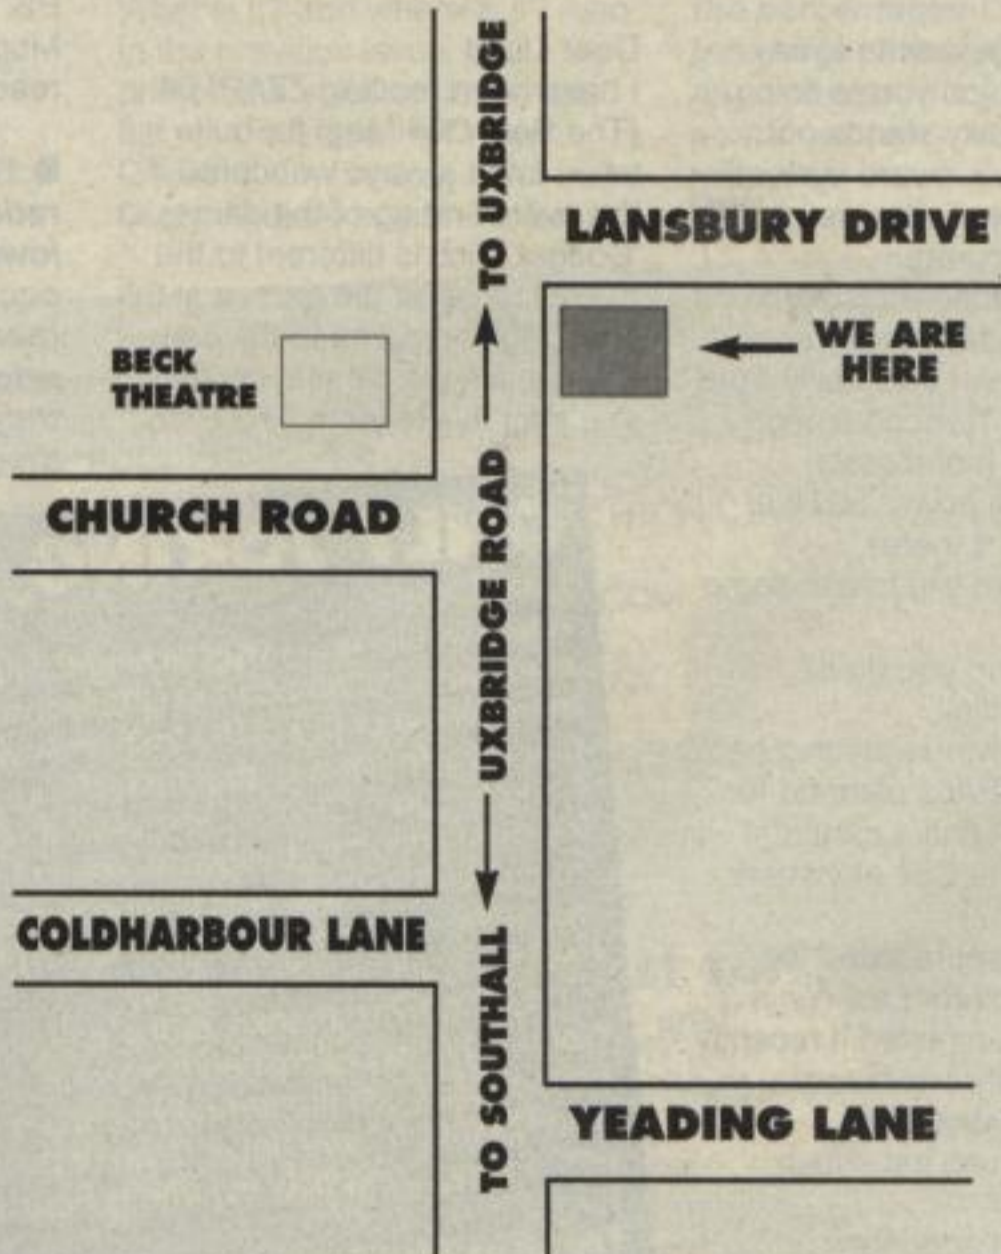 TO UXBRIDGE
LANSBURY DRIVE
WE ARE
HERE
BECK
THEATRE
CHURCH ROAD
UXBRIDGE ROAD
COLDHARBOUR LANE
TO SOUTHALL
YEADING LANE